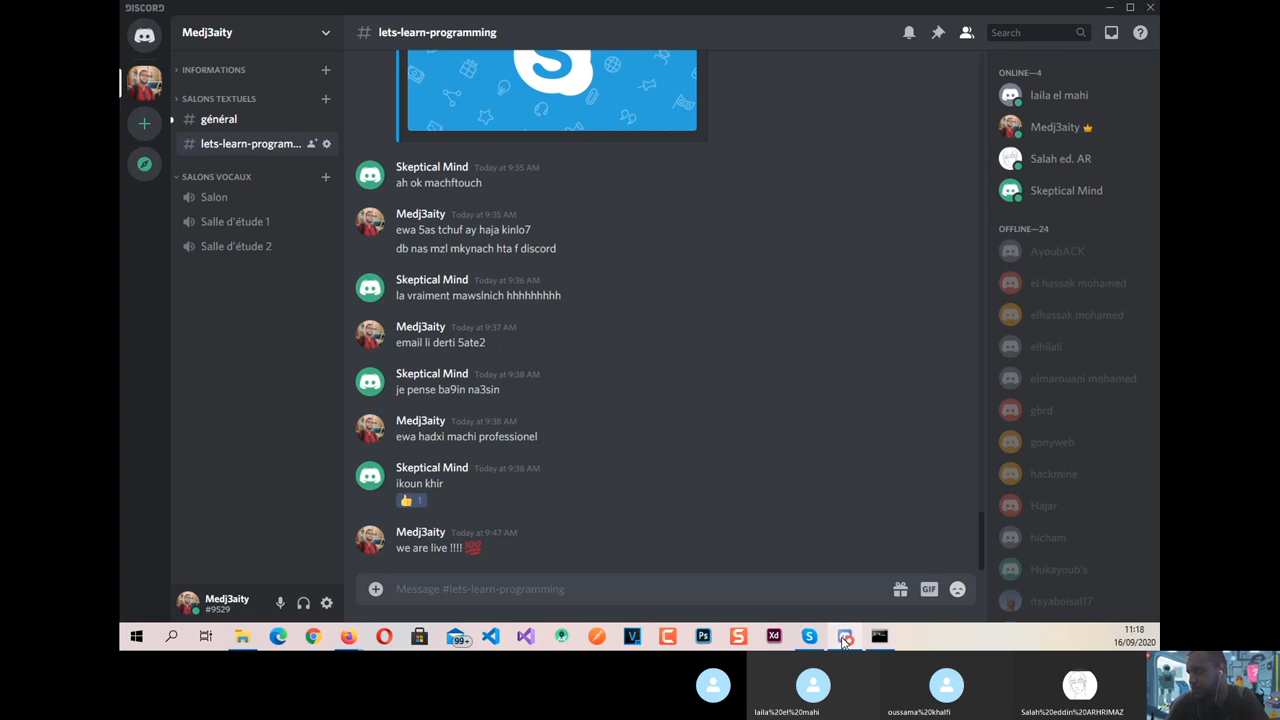 DISCORD
Medj3aity
INFORMATIONS
SALONS TEXTUELS
général
lets-learn-program...
SALONS VOCAUX
Salon
Salle d'étude 1
Salle d'étude 2
Medj3aity
#9529
# lets-learn-programming
Search
S
Skeptical Mind Today at 9:35 AM
ah ok machftouch
Medj3aity Today at 9:35 AM
ewa 5as tchuf ay haja kinlo7
db nas mzl mkynach hta f discord
Skeptical Mind Today at 9:36 AM
la vraiment mawslnich hhhhhhhhh
Medj3aity Today at 9:37 AM
email li derti 5ate2
Skeptical Mind Today at 9:38 AM
je pense ba9in na3sin
Medj3aity Today at 9:38 AM
ewa hadxi machi professionel
Skeptical Mind Today at 9:38 AM
ikoun khir
👍 1
Medj3aity Today at 9:47 AM
we are live !!!! 💯
Message #lets-learn-programming
GIF
ONLINE—4
laila el mahi
Medj3aity
Salah ed. AR
Skeptical Mind
OFFLINE—24
AyoubACK
el hassak mohamed
elhassak mohamed
elhilali
elmarouani mohamed
gbrd
gonyweb
hackmine
Hajar
hicham
Hukayoub's
itsyaboisal17
99+
Ps
Xd
11:18
16/09/2020
laila%20el%20mahi
oussama%20khalfi
Salah%20eddin%20ARHRIMAZ